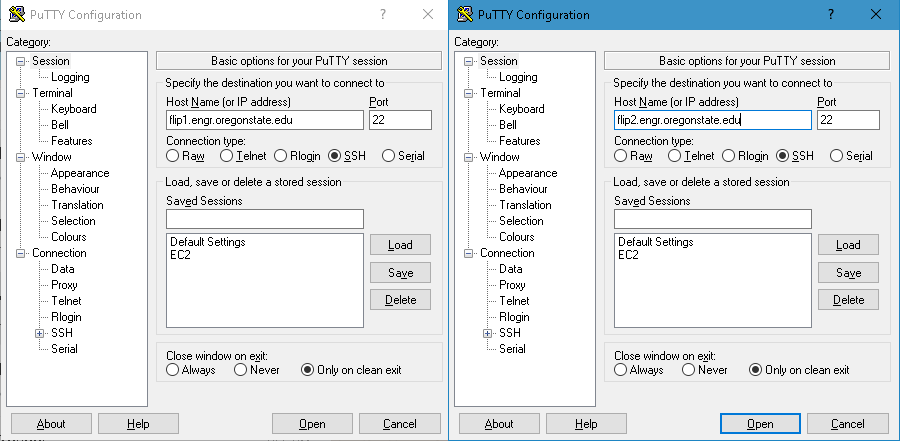 PuTTY Configuration
?
Category:
Session
Logging
Terminal
Keyboard
Bell
Features
Window
Appearance
Behaviour
Translation
Selection
Colours
Connection
Data
Proxy
Telnet
Rlogin
SSH
Serial
Basic options for your PuTTY session
Specify the destination you want to connect to
Host Name (or IP address) Port
flip1.engr.oregonstate.edu 22
Connection type:
Raw Telnet Rlogin SSH Serial
Load, save or delete a stored session
Saved Sessions
Default Settings
EC2
Load
Save
Delete
Close window on exit:
Always Never Only on clean exit
About Help Open Cancel
PuTTY Configuration
?
Category:
Session
Logging
Terminal
Keyboard
Bell
Features
Window
Appearance
Behaviour
Translation
Selection
Colours
Connection
Data
Proxy
Telnet
Rlogin
SSH
Serial
Basic options for your PuTTY session
Specify the destination you want to connect to
Host Name (or IP address) Port
flip2.engr.oregonstate.edu 22
Connection type:
Raw Telnet Rlogin SSH Serial
Load, save or delete a stored session
Saved Sessions
Default Settings
EC2
Load
Save
Delete
Close window on exit:
Always Never Only on clean exit
About Help Open Cancel